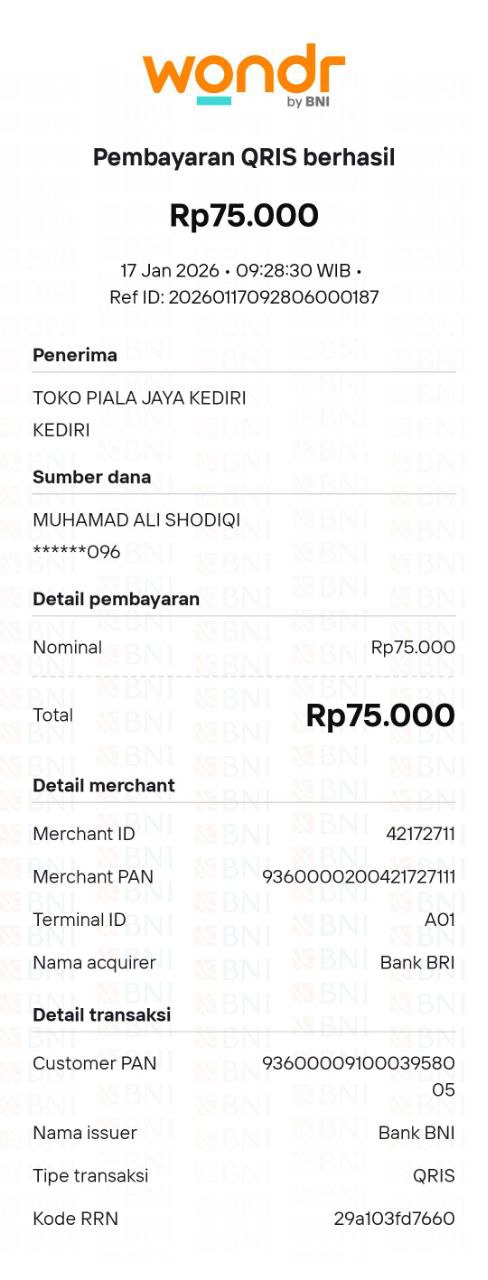 wondr
by BNI
Pembayaran QRIS berhasil
Rp75.000
17 Jan 2026 • 09:28:30 WIB •
Ref ID: 20260117092806000187
Penerima
TOKO PIALA JAYA KEDIRI
KEDIRI
Sumber dana
MUHAMAD ALI SHODIQI
******096
Detail pembayaran
Nominal Rp75.000
Total Rp75.000
Detail merchant
Merchant ID 42172711
Merchant PAN 9360000200421727111
Terminal ID A01
Nama acquirer Bank BRI
Detail transaksi
Customer PAN 93600009100039580
05
Nama issuer Bank BNI
Tipe transaksi QRIS
Kode RRN 29a103fd7660